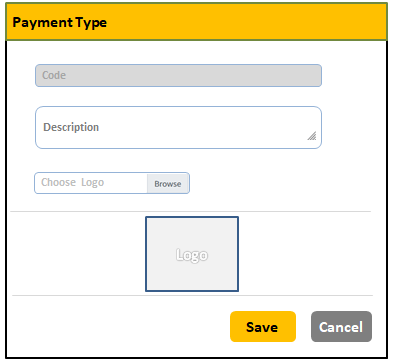 Payment Type
Code
Description
Choose Logo
Browse
Logo
Save
Cancel